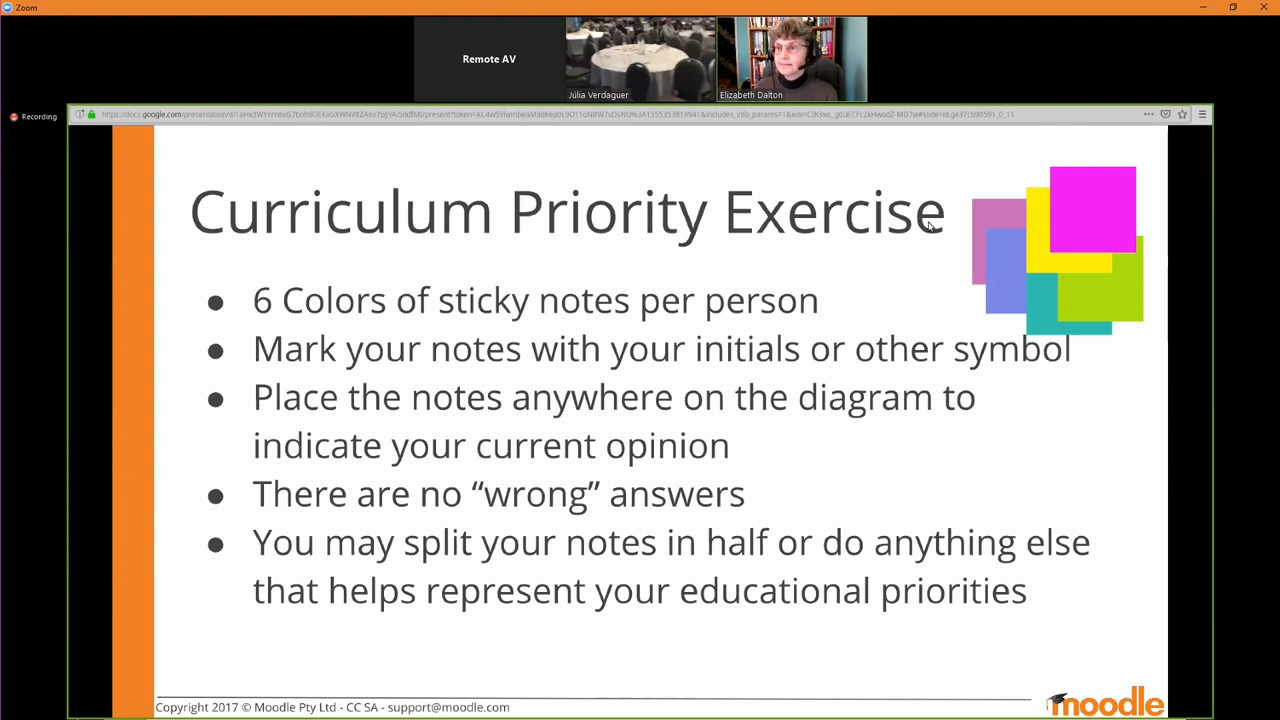 Zoom
Remote AV
Júlia Verdaguer
Elizabeth Dalton
Recording
Curriculum Priority Exercise
● 6 Colors of sticky notes per person
● Mark your notes with your initials or other symbol
● Place the notes anywhere on the diagram to
indicate your current opinion
● There are no “wrong” answers
● You may split your notes in half or do anything else
that helps represent your educational priorities
Copyright 2017 © Moodle Pty Ltd - CC SA - support@moodle.com
moodle